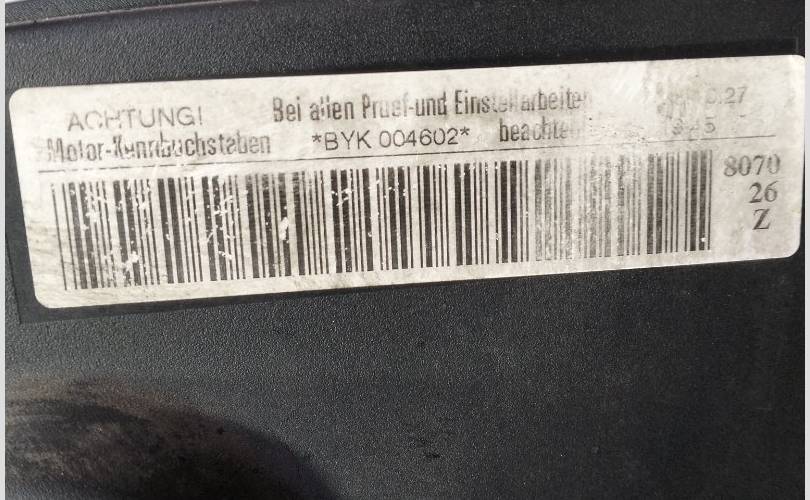 ACHTUNG! Bei allen Pruef-und Einstellarbeiten
Motor-Kennbuchstaben *BYK 004602* beachten
8070
26
Z